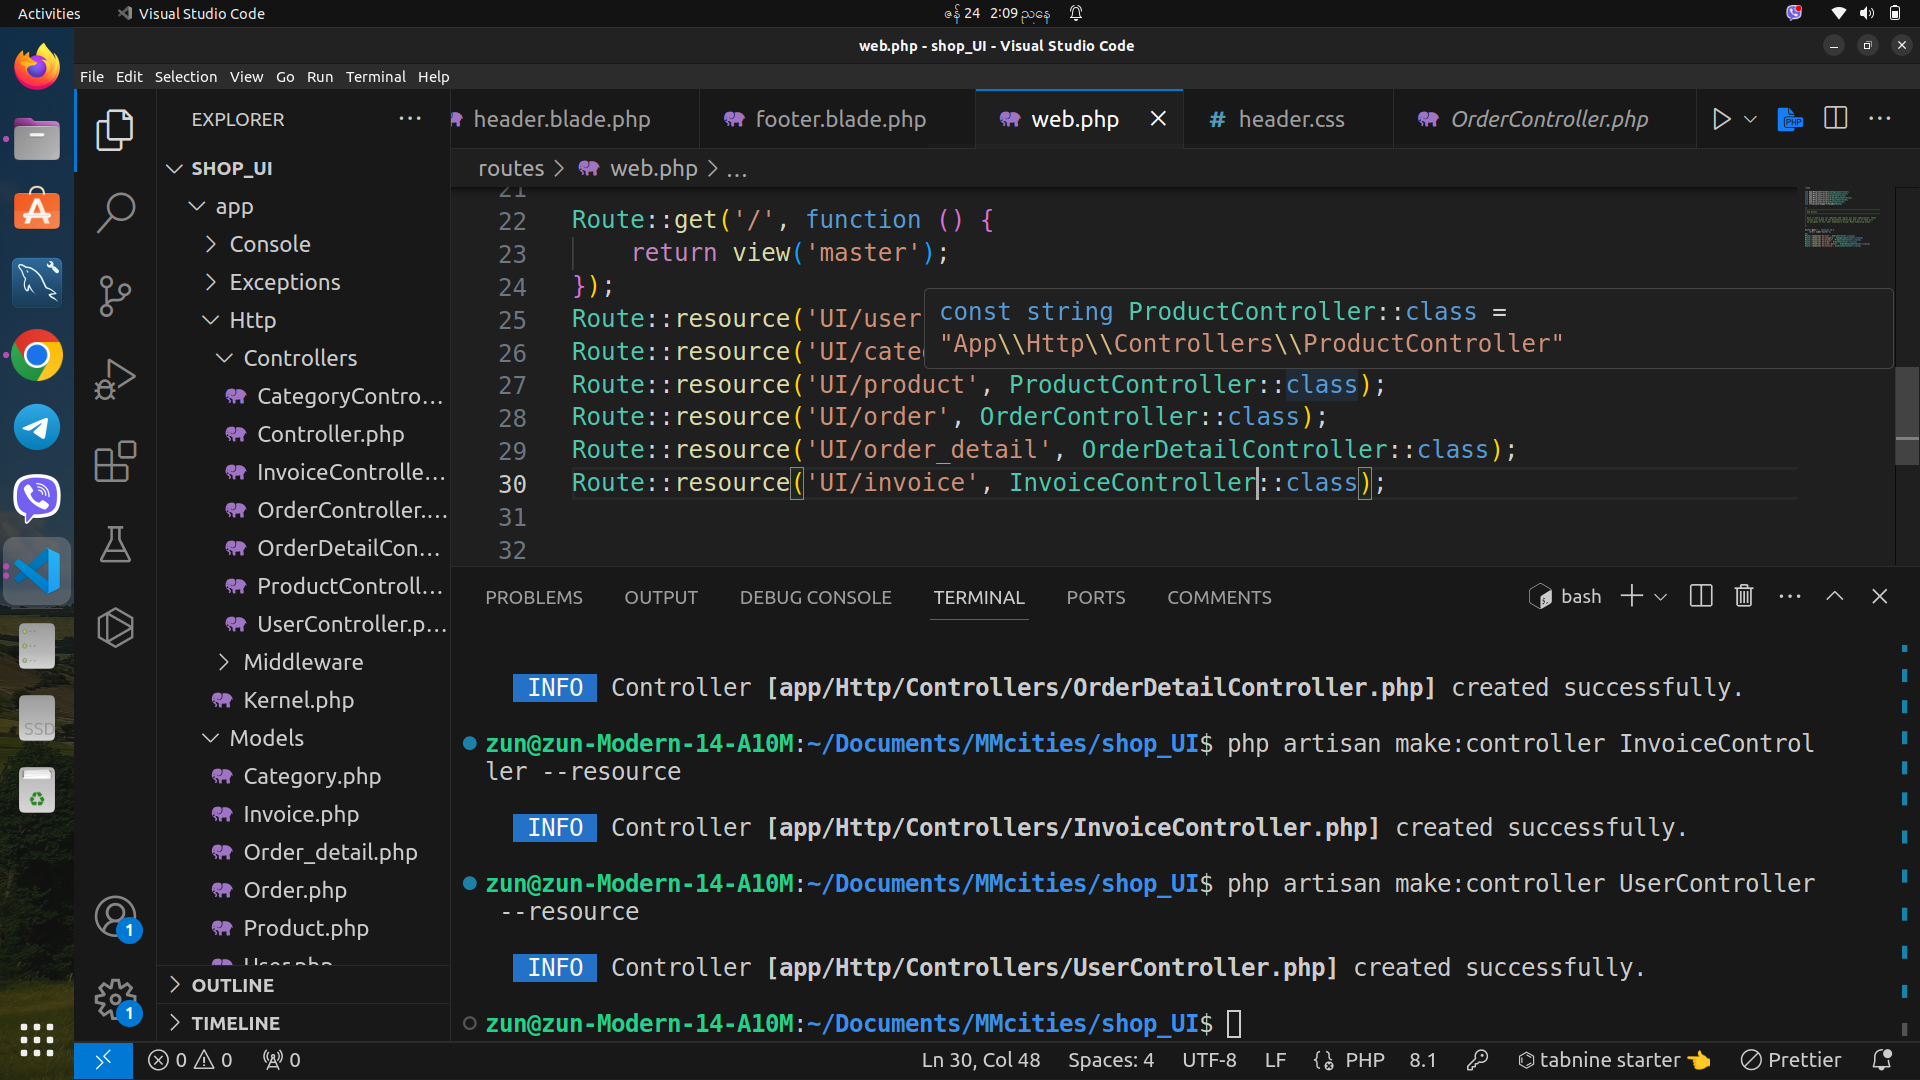 Activities
Visual Studio Code
ဇန် 24 2:09 ညနေ
web.php - shop_UI - Visual Studio Code
File Edit Selection View Go Run Terminal Help
EXPLORER
header.blade.php
footer.blade.php
web.php
# header.css
OrderController.php
SHOP_UI
routes > web.php > ...
app
Console
Exceptions
Http
Controllers
CategoryContro...
Controller.php
InvoiceControlle...
OrderController....
OrderDetailCon...
ProductControll...
UserController.p...
Middleware
Kernel.php
Models
Category.php
Invoice.php
Order_detail.php
Order.php
Product.php
User.php
OUTLINE
TIMELINE
21
22 Route::get('/', function () {
23 return view('master');
24 });
25 Route::resource('UI/user
26 Route::resource('UI/cate
const string ProductController::class =
"App\\Http\\Controllers\\ProductController"
27 Route::resource('UI/product', ProductController::class);
28 Route::resource('UI/order', OrderController::class);
29 Route::resource('UI/order_detail', OrderDetailController::class);
30 Route::resource('UI/invoice', InvoiceController::class);
31
32
PROBLEMS OUTPUT DEBUG CONSOLE TERMINAL PORTS COMMENTS
bash
INFO Controller [app/Http/Controllers/OrderDetailController.php] created successfully.
zun@zun-Modern-14-A10M:~/Documents/MMcities/shop_UI$ php artisan make:controller InvoiceControl
ler --resource
INFO Controller [app/Http/Controllers/InvoiceController.php] created successfully.
zun@zun-Modern-14-A10M:~/Documents/MMcities/shop_UI$ php artisan make:controller UserController
--resource
INFO Controller [app/Http/Controllers/UserController.php] created successfully.
zun@zun-Modern-14-A10M:~/Documents/MMcities/shop_UI$
SSD
1
1
0 0 0
Ln 30, Col 48 Spaces: 4 UTF-8 LF PHP 8.1 tabnine starter 👈 Prettier